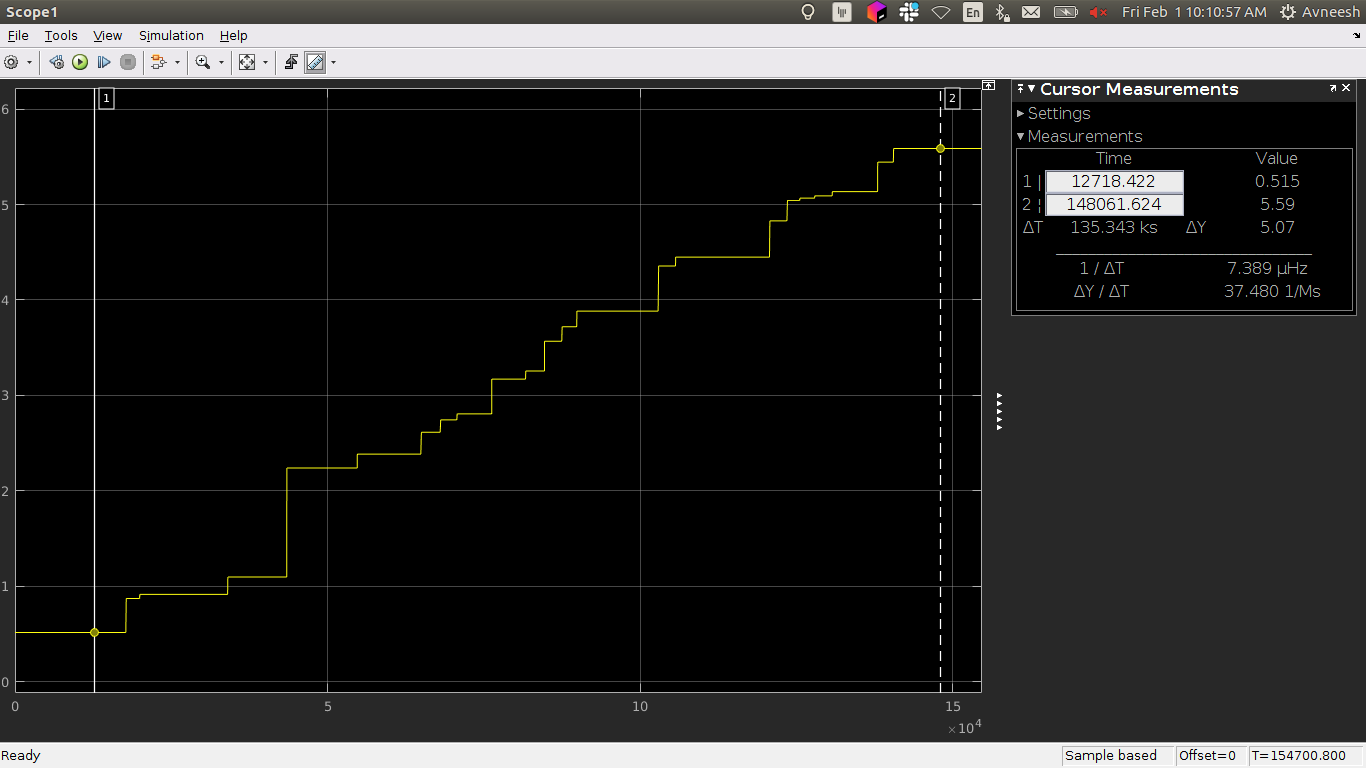 Scope1
En
Fri Feb 1 10:10:57 AM
Avneesh
File Tools View Simulation Help
1
2
6
5
4
3
2
1
0
0 5 10 15
×10^4
Cursor Measurements
Settings
Measurements
Time Value
1 | 12718.422 0.515
2 ¦ 148061.624 5.59
ΔT 135.343 ks ΔY 5.07
1 / ΔT 7.389 µHz
ΔY / ΔT 37.480 1/Ms
Ready
Sample based Offset=0 T=154700.800